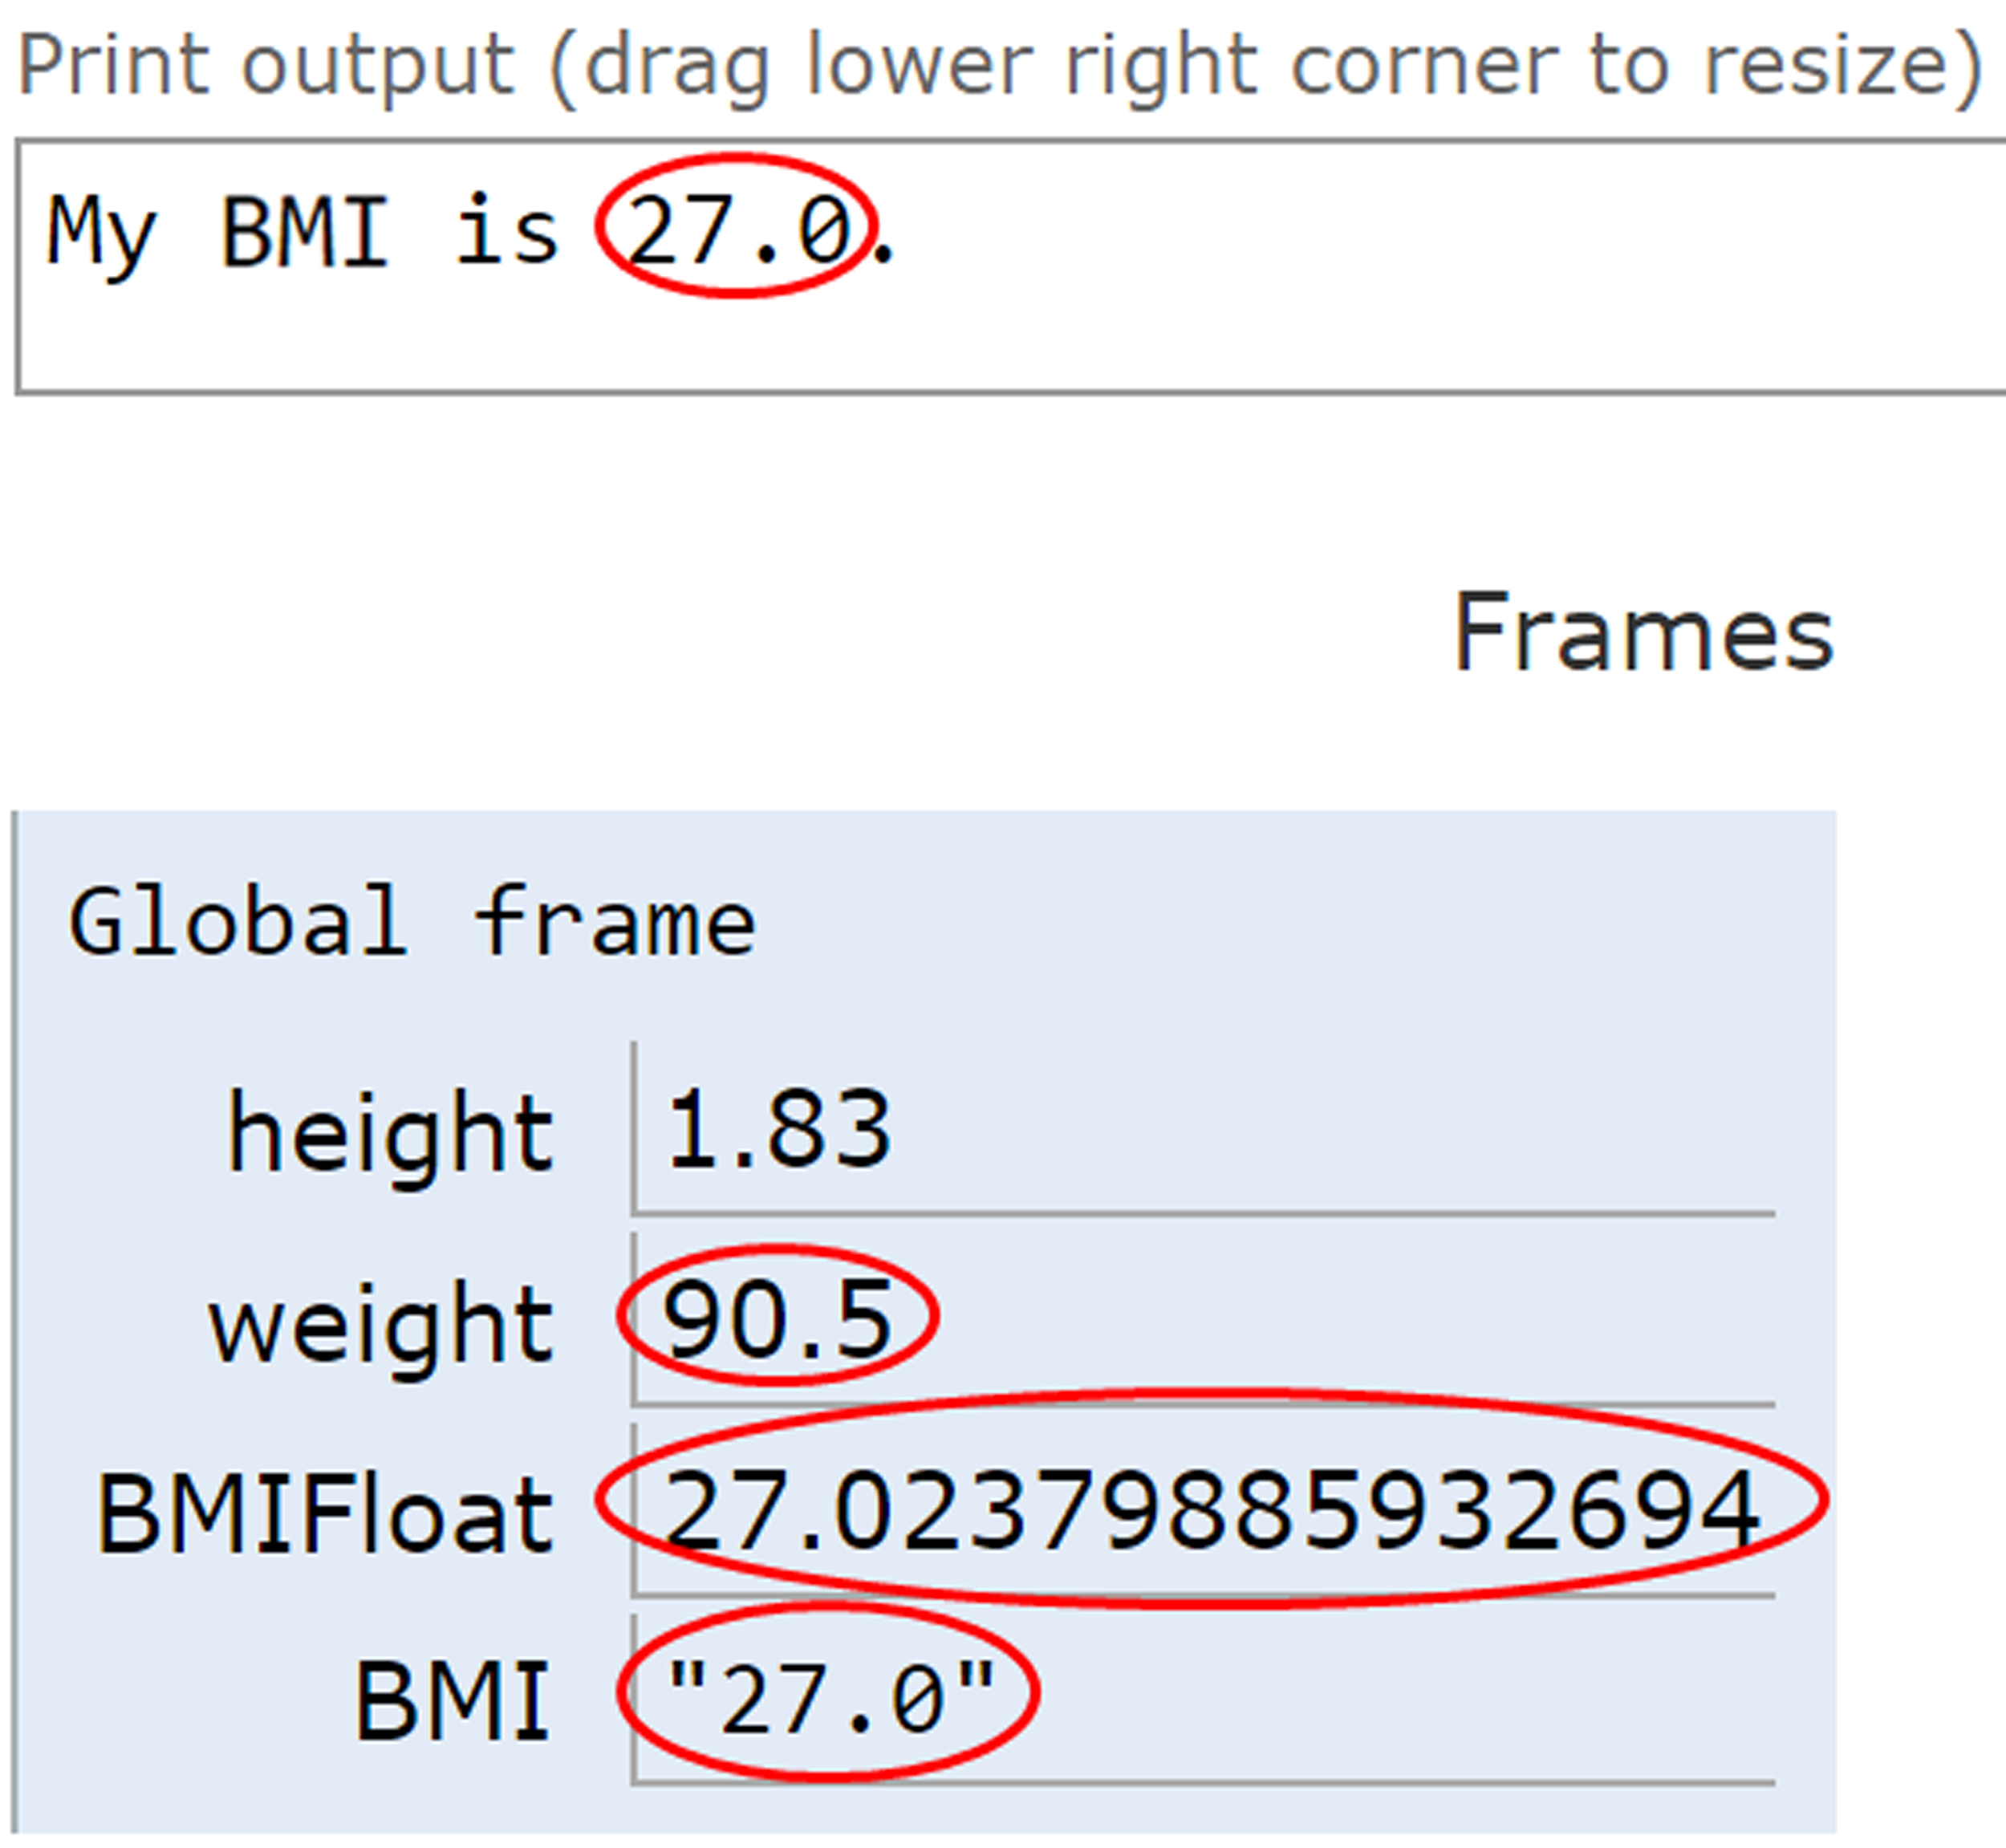 Print output (drag lower right corner to resize)
My BMI is 27.0.
Frames
Global frame
height 1.83
weight 90.5
BMIFloat 27.023798885932694
BMI "27.0"